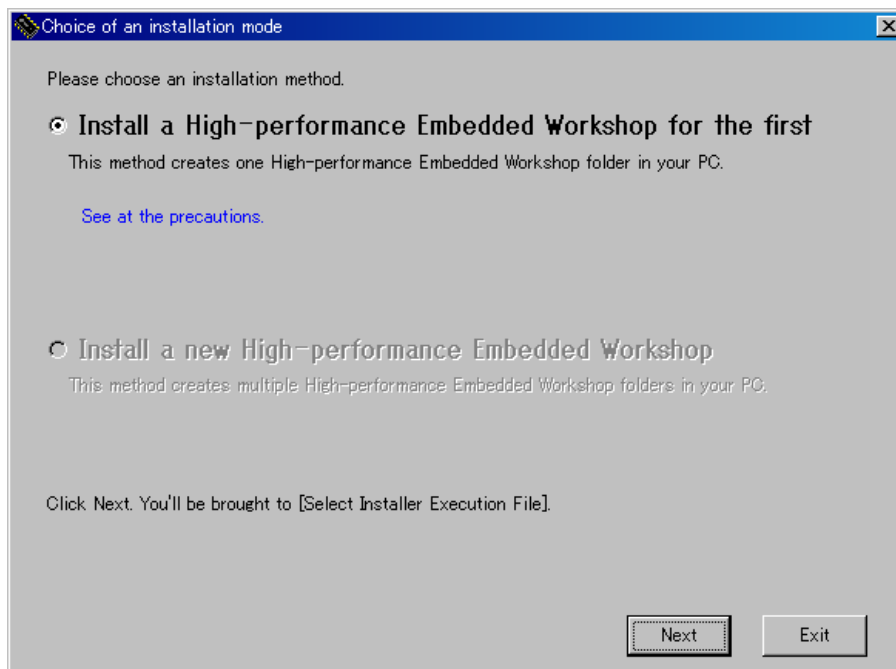 Choice of an installation mode
Please choose an installation method.
Install a High-performance Embedded Workshop for the first
This method creates one High-performance Embedded Workshop folder in your PC.
See at the precautions.
Install a new High-performance Embedded Workshop
This method creates multiple High-performance Embedded Workshop folders in your PC.
Click Next. You'll be brought to [Select Installer Execution File].
Next Exit